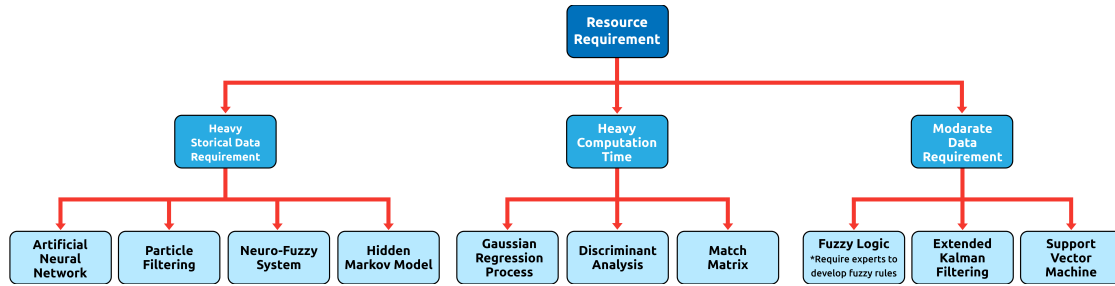 Resource
Requirement
Heavy
Storical Data
Requirement
Heavy
Computation
Time
Modarate
Data
Requirement
Artificial
Neural
Network
Particle
Filtering
Neuro-Fuzzy
System
Hidden
Markov Model
Gaussian
Regression
Process
Discriminant
Analysis
Match
Matrix
Fuzzy Logic
*Require experts to
develop fuzzy rules
Extended
Kalman
Filtering
Support
Vector
Machine